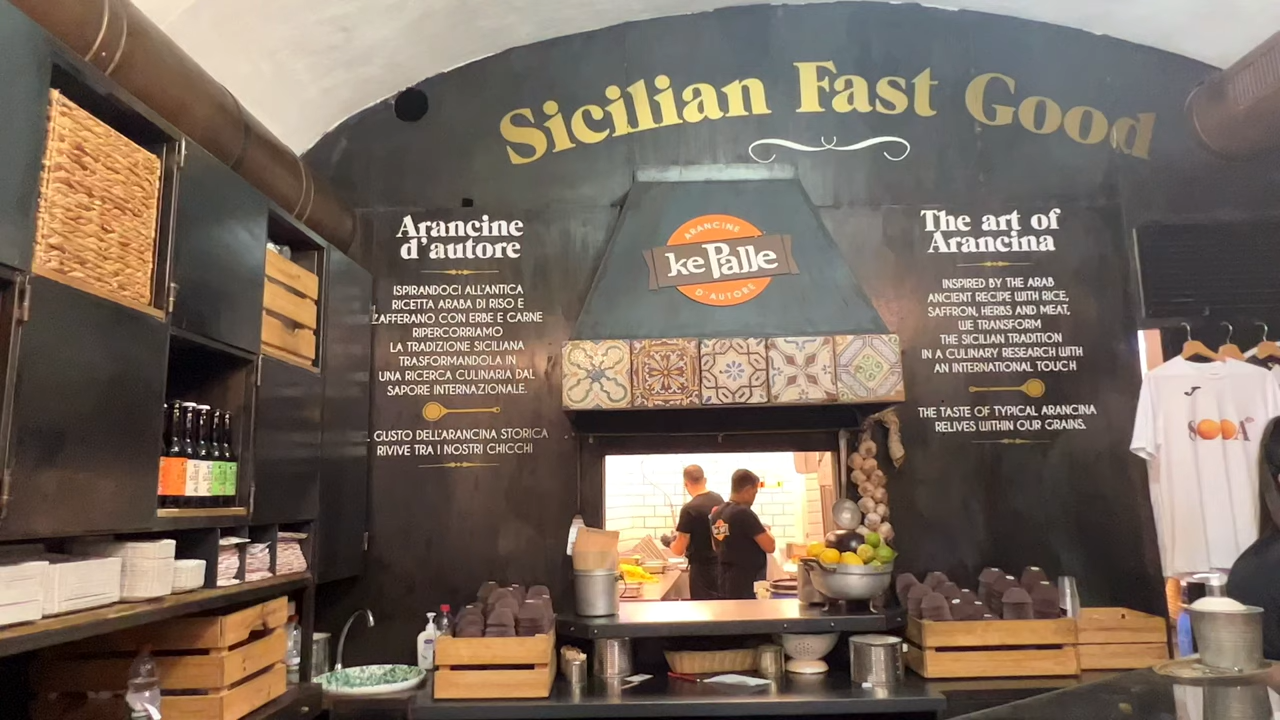 Sicilian Fast Good
Arancine
d'autore
ISPIRANDOCI ALL'ANTICA
RICETTA ARABA DI RISO E
ZAFFERANO CON ERBE E CARNE
RIPERCORRIAMO
LA TRADIZIONE SICILIANA
TRASFORMANDOLA IN
UNA RICERCA CULINARIA DAL
SAPORE INTERNAZIONALE.
GUSTO DELL'ARANCINA STORICA
RIVIVE TRA I NOSTRI CHICCHI
ARANCINE
ke Palle
D'AUTORE
The art of
Arancina
INSPIRED BY THE ARAB
ANCIENT RECIPE WITH RICE,
SAFFRON, HERBS AND MEAT,
WE TRANSFORM
THE SICILIAN TRADITION
IN A CULINARY RESEARCH WITH
AN INTERNATIONAL TOUCH
THE TASTE OF TYPICAL ARANCINA
RELIVES WITHIN OUR GRAINS.